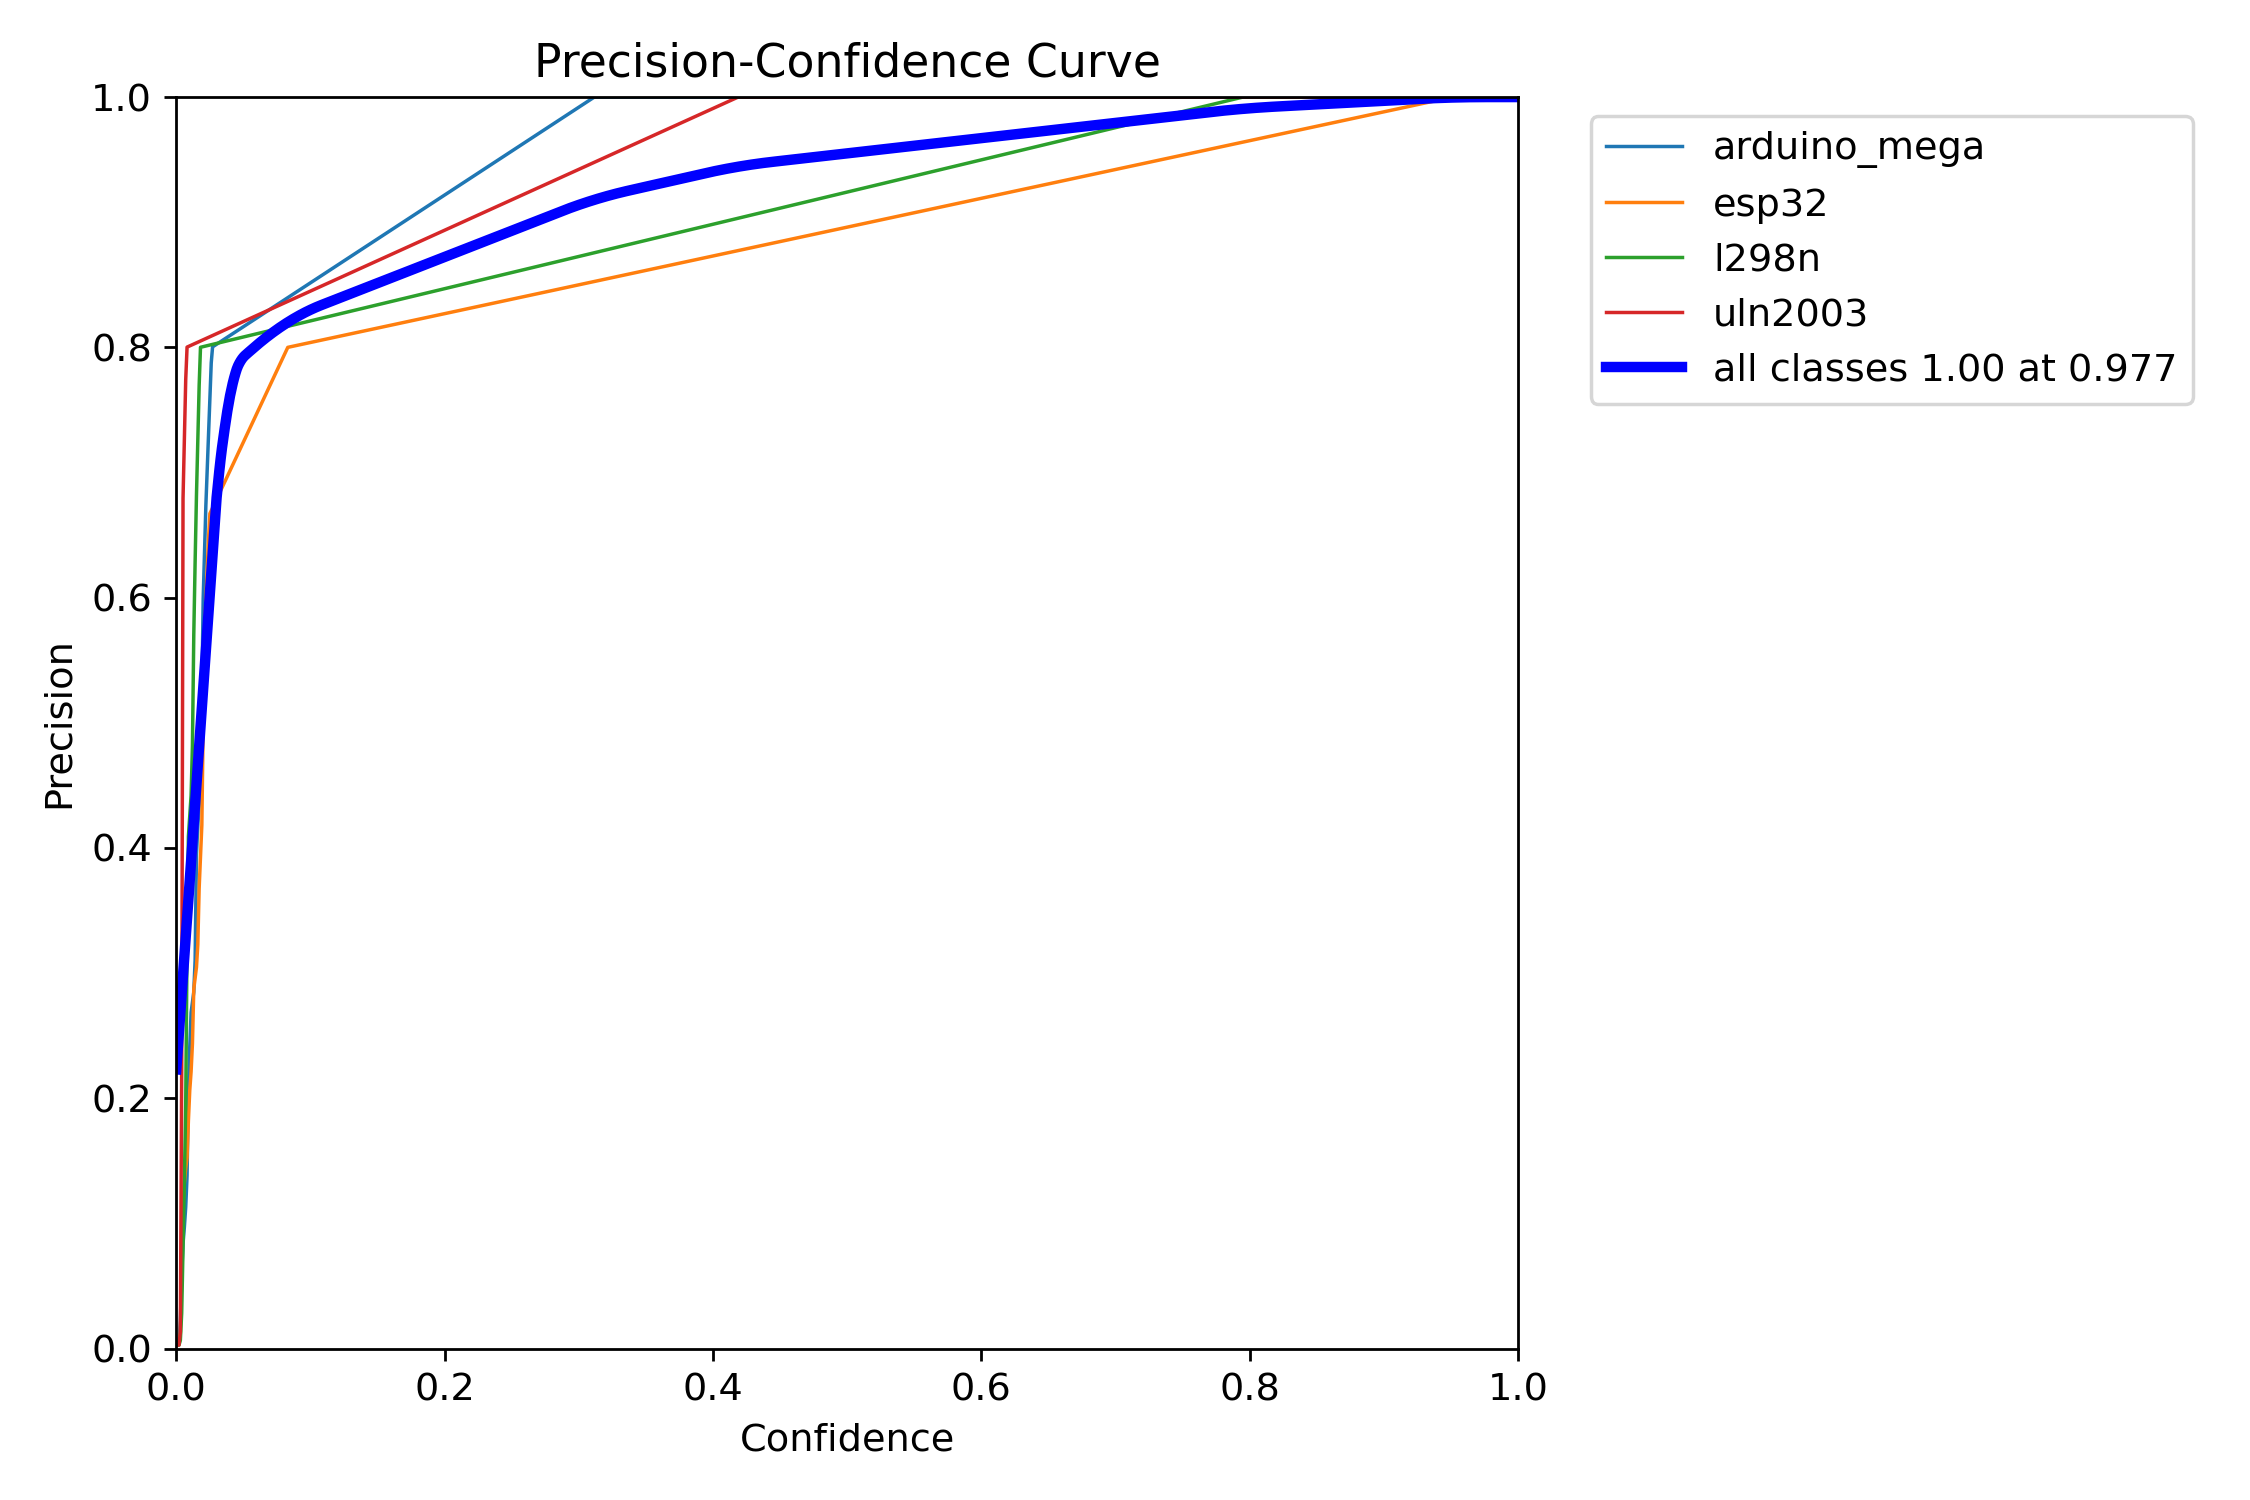 Precision-Confidence Curve
1.0
0.8
0.6
0.4
0.2
0.0
Precision
0.0 0.2 0.4 0.6 0.8 1.0
Confidence
arduino_mega
esp32
l298n
uln2003
all classes 1.00 at 0.977